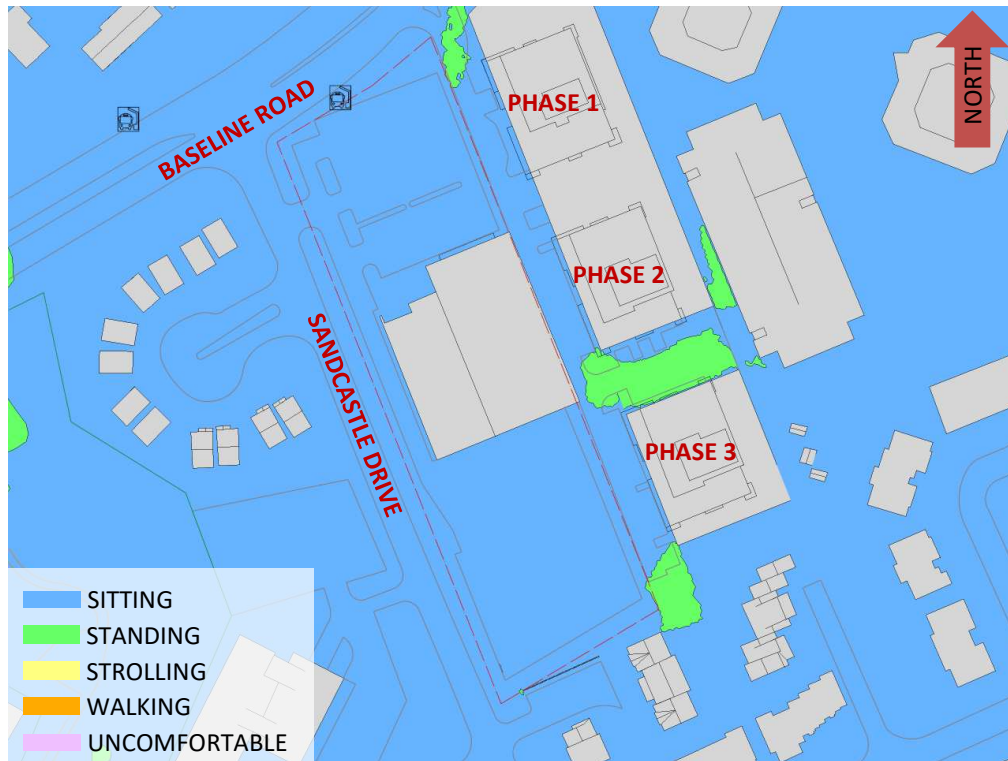 NORTH
BASELINE ROAD
PHASE 1
PHASE 2
SANDCASTLE DRIVE
PHASE 3
SITTING
STANDING
STROLLING
WALKING
UNCOMFORTABLE